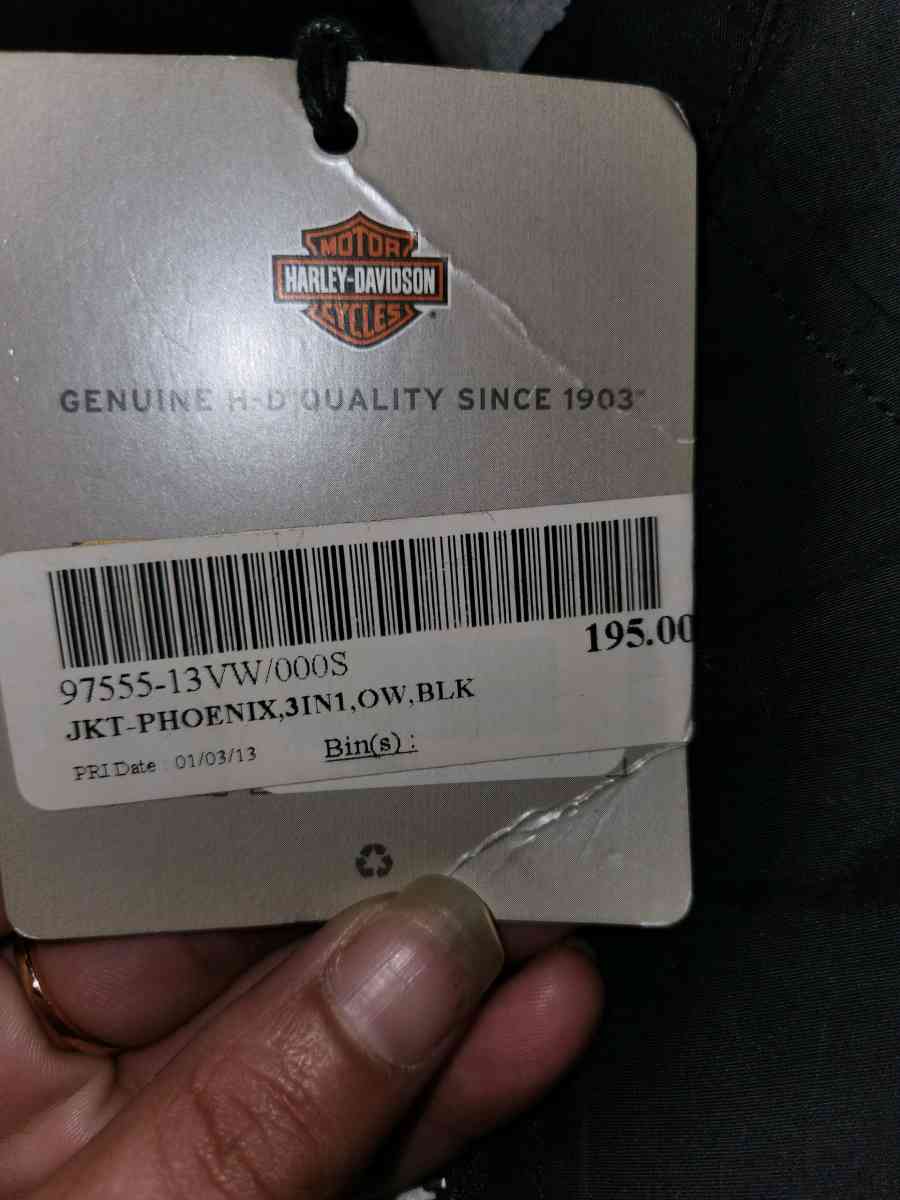 MOTOR
HARLEY-DAVIDSON
CYCLES
GENUINE H-D QUALITY SINCE 1903™
195.00
97555-13VW/000S
JKT-PHOENIX,3IN1,OW,BLK
PRI Date 01/03/13 Bin(s) :